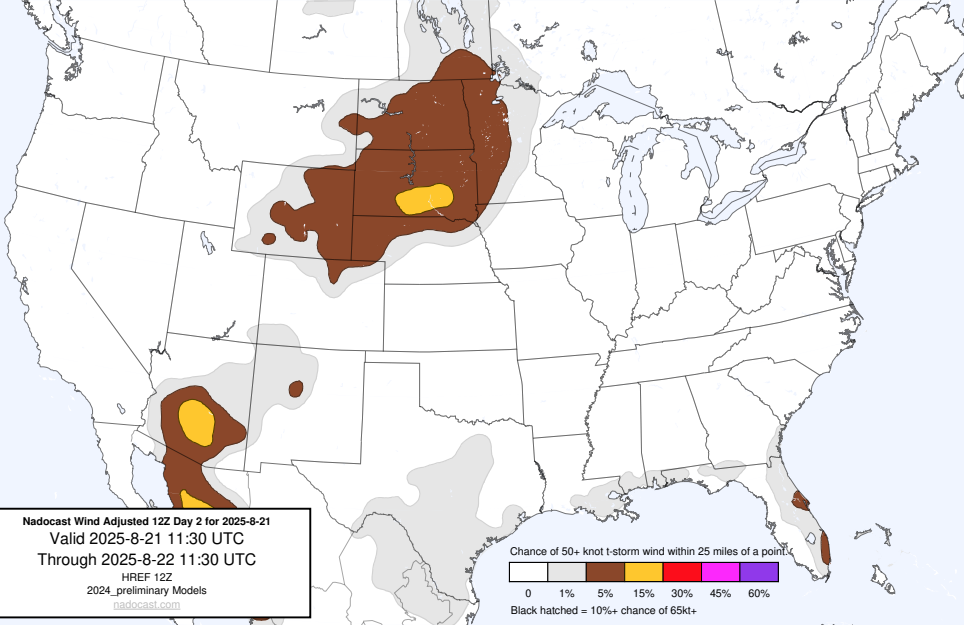 Nadocast Wind Adjusted 12Z Day 2 for 2025-8-21
Valid 2025-8-21 11:30 UTC
Through 2025-8-22 11:30 UTC
HREF 12Z
2024_preliminary Models
nadocast.com
Chance of 50+ knot t-storm wind within 25 miles of a point.
0 1% 5% 15% 30% 45% 60%
Black hatched = 10%+ chance of 65kt+